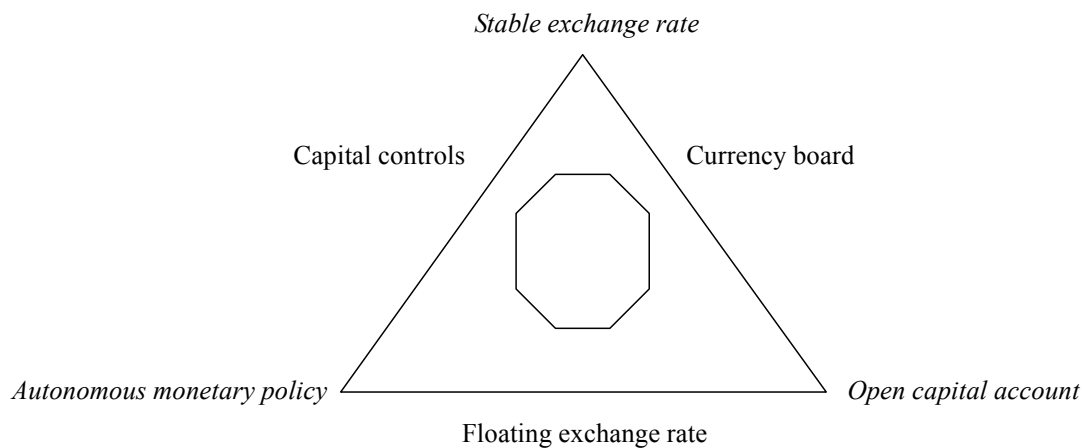 Stable exchange rate
Capital controls
Currency board
Autonomous monetary policy
Open capital account
Floating exchange rate